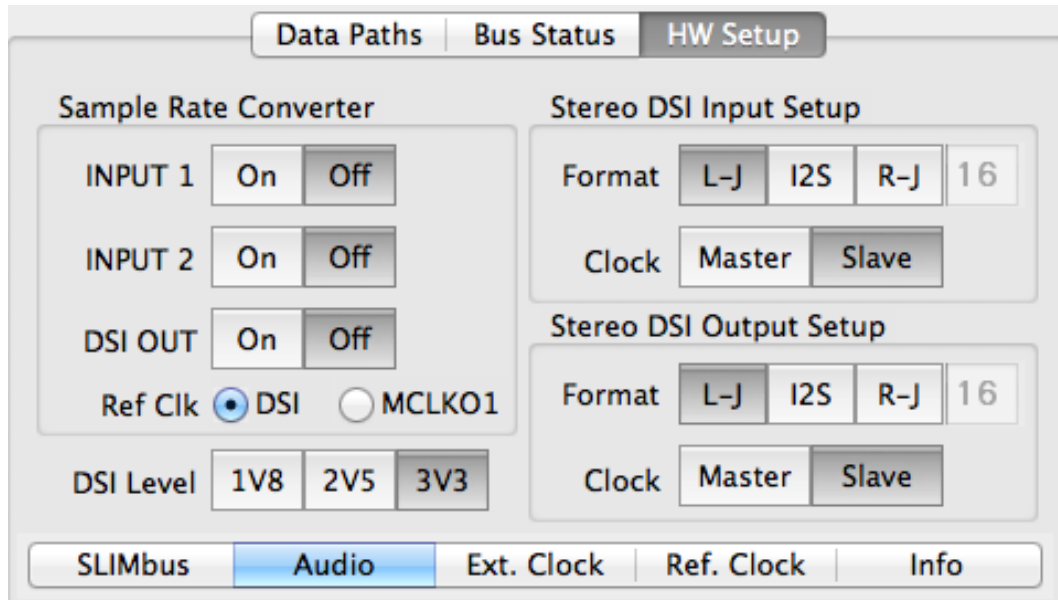 Data Paths Bus Status HW Setup
Sample Rate Converter
INPUT 1 On Off
INPUT 2 On Off
DSI OUT On Off
Ref Clk DSI MCLKO1
DSI Level 1V8 2V5 3V3
Stereo DSI Input Setup
Format L-J I2S R-J 16
Clock Master Slave
Stereo DSI Output Setup
Format L-J I2S R-J 16
Clock Master Slave
SLIMbus Audio Ext. Clock Ref. Clock Info